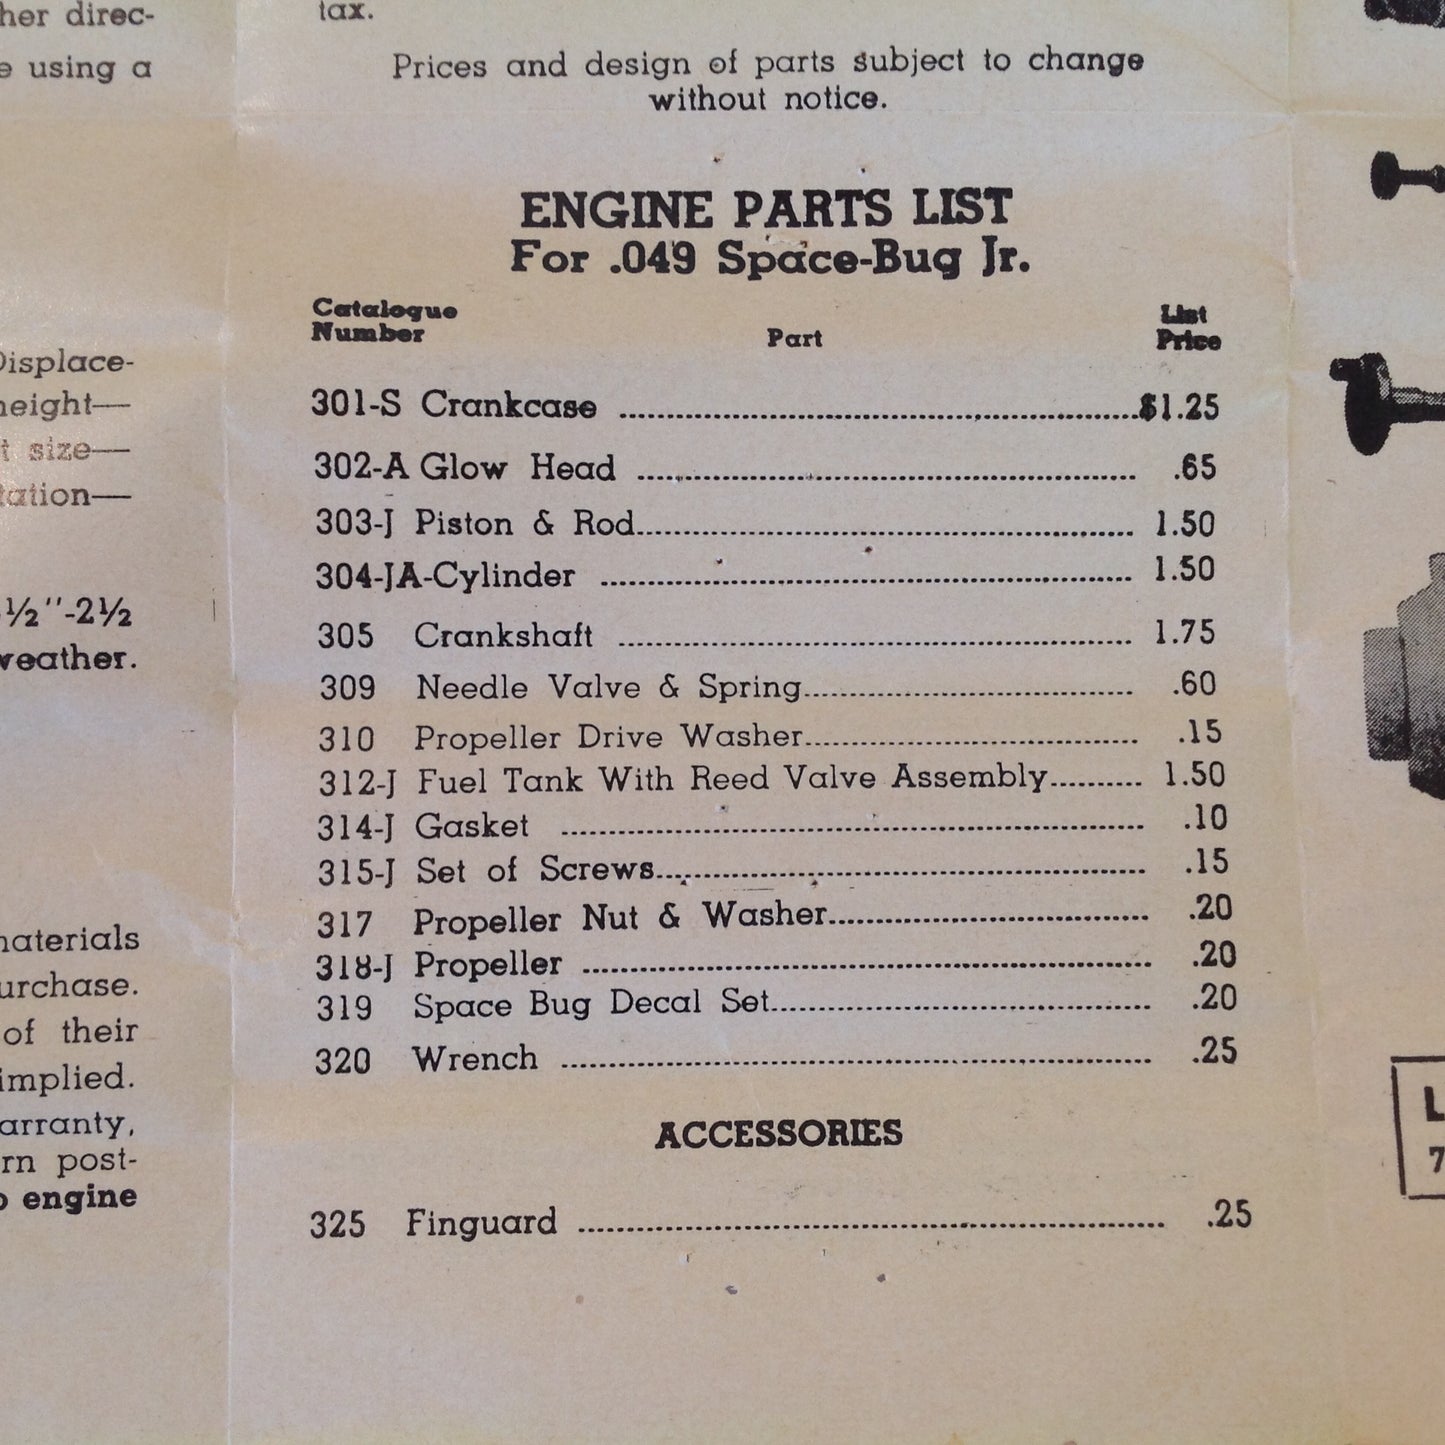 her direc-
using a
isplace-
eight—
size—
tation—
½"-2½
weather.
materials
urchase.
of their
implied.
arranty,
rn post-
engine
tax.
Prices and design of parts subject to change
without notice.
ENGINE PARTS LIST
For .049 Space-Bug Jr.
Catalogue
Number
Part
List
Price
301-S Crankcase ........................................ $1.25
302-A Glow Head ........................................ .65
303-J Piston & Rod........................................ 1.50
304-JA-Cylinder ........................................ 1.50
305 Crankshaft ........................................ 1.75
309 Needle Valve & Spring........................................ .60
310 Propeller Drive Washer........................................ .15
312-J Fuel Tank With Reed Valve Assembly.......... 1.50
314-J Gasket ........................................ .10
315-J Set of Screws........................................ .15
317 Propeller Nut & Washer........................................ .20
318-J Propeller ........................................ .20
319 Space Bug Decal Set........................................ .20
320 Wrench ........................................ .25
ACCESSORIES
325 Finguard ........................................ .25
L
7